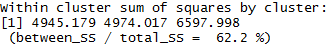 Within cluster sum of squares by cluster:
[1] 4945.179 4974.017 6597.998
(between_SS / total_SS =  62.2 %)